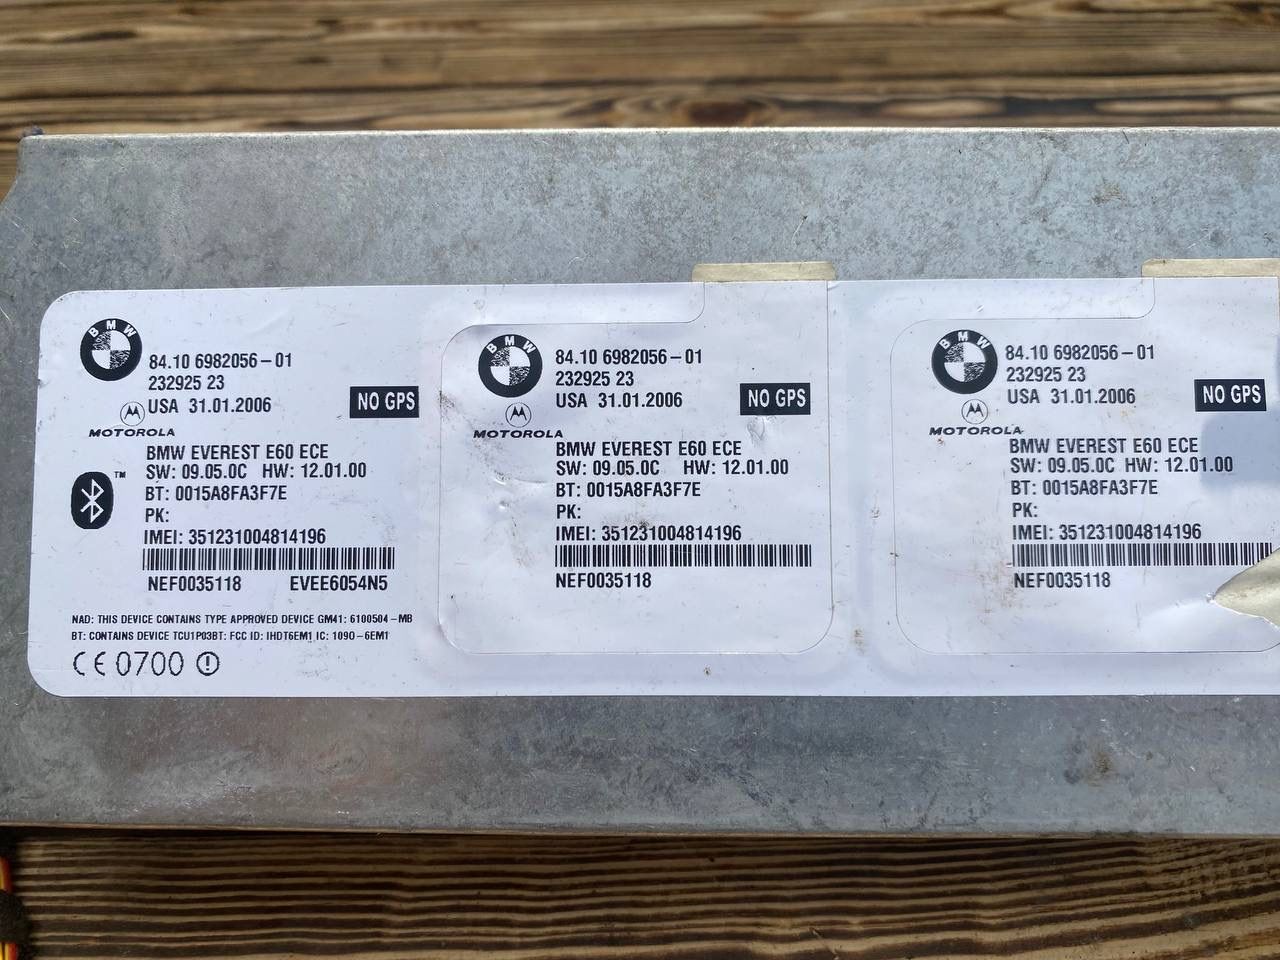 BMW
84.10 6982056-01
232925 23
USA 31.01.2006
NO GPS
MOTOROLA
BMW EVEREST E60 ECE
SW: 09.05.0C HW: 12.01.00
™
BT: 0015A8FA3F7E
PK:
IMEI: 351231004814196
NEF0035118 EVEE6054N5
NAD: THIS DEVICE CONTAINS TYPE APPROVED DEVICE GM41: 6100504-MB
BT: CONTAINS DEVICE TCU1P03BT: FCC ID: IHDT6EM1 IC: 1090-6EM1
CE 0700
BMW
84.10 6982056-01
232925 23
USA 31.01.2006
NO GPS
MOTOROLA
BMW EVEREST E60 ECE
SW: 09.05.0C HW: 12.01.00
BT: 0015A8FA3F7E
PK:
IMEI: 351231004814196
NEF0035118
BMW
84.10 6982056-01
232925 23
USA 31.01.2006
NO GPS
MOTOROLA
BMW EVEREST E60 ECE
SW: 09.05.0C HW: 12.01.00
BT: 0015A8FA3F7E
PK:
IMEI: 351231004814196
NEF0035118